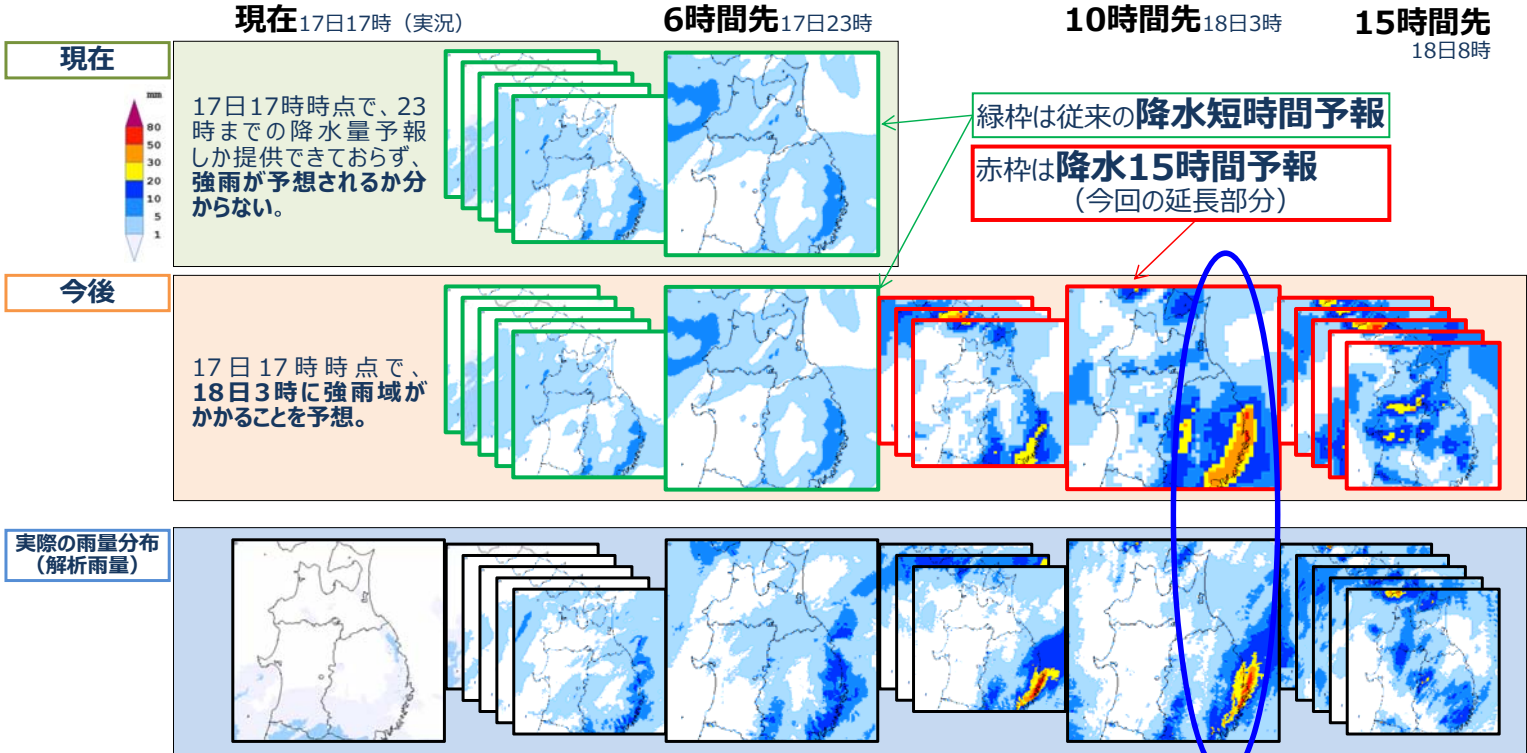 現在17日17時（実況）
6時間先17日23時
10時間先18日3時
15時間先
18日8時
現在
mm
80
50
30
20
10
5
1
17日17時時点で、23
時までの降水量予報
しか提供できておらず、
強雨が予想されるか分
からない。
緑枠は従来の降水短時間予報
赤枠は降水15時間予報
（今回の延長部分）
今後
17日17時時点で、
18日3時に強雨域が
かかることを予想。
実際の雨量分布
（解析雨量）